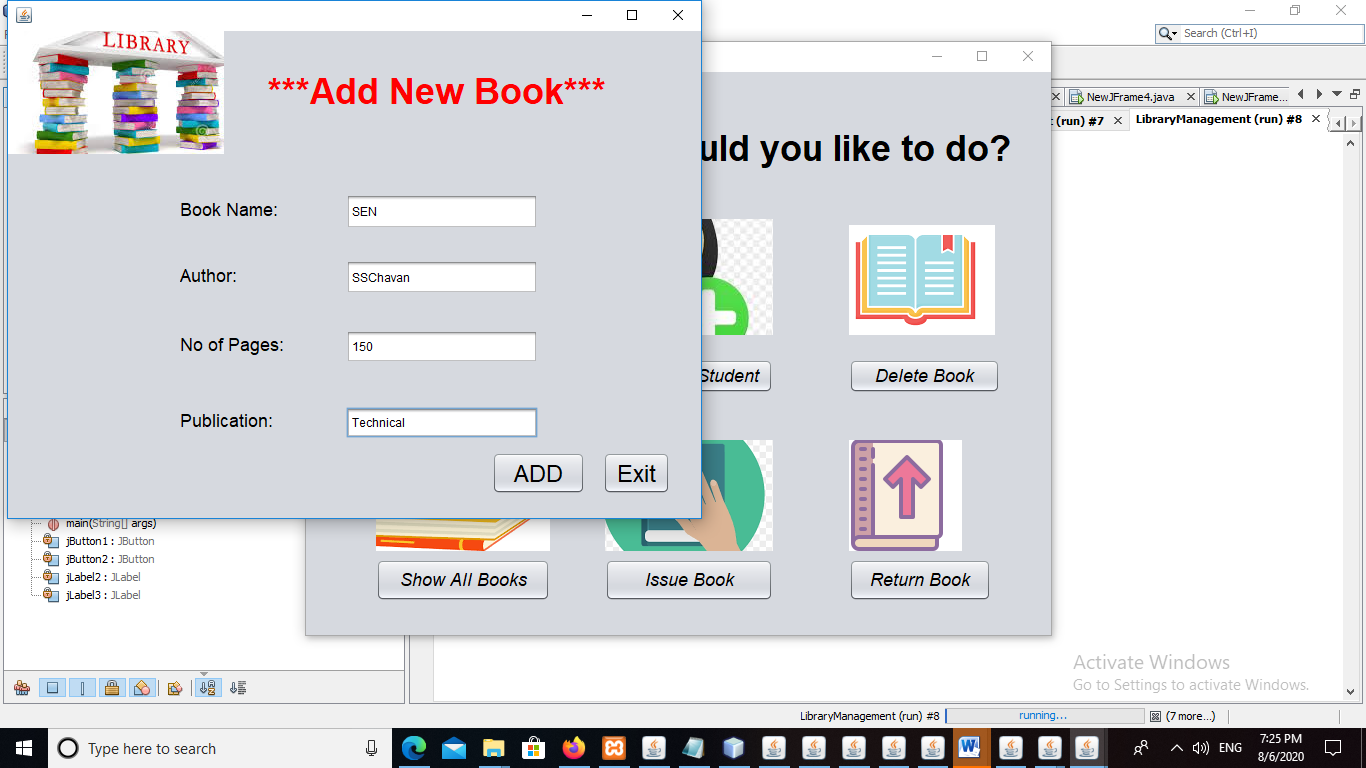 LIBRARY
***Add New Book***
Book Name:
SEN
Author:
SSChavan
No of Pages:
150
Publication:
Technical
ADD
Exit
uld you like to do?
Student
Delete Book
Show All Books
Issue Book
Return Book
Search (Ctrl+I)
NewJFrame4.java
NewJFrame...
t (run) #7
LibraryManagement (run) #8
main(String[] args)
jButton1 : JButton
jButton2 : JButton
jLabel2 : JLabel
jLabel3 : JLabel
Activate Windows
Go to Settings to activate Windows.
LibraryManagement (run) #8
running...
(7 more...)
Type here to search
ENG
7:25 PM
8/6/2020